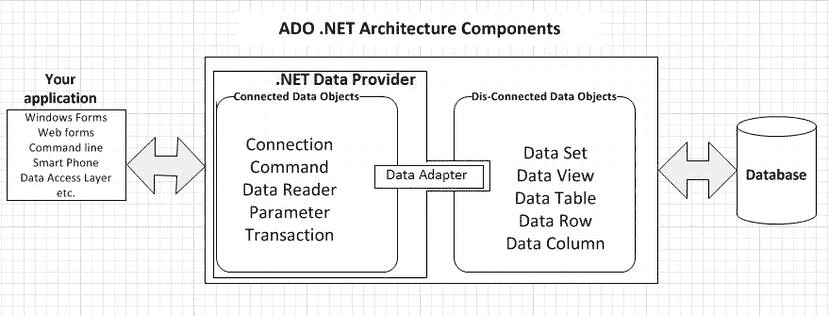 ADO .NET Architecture Components
Your
application
Windows Forms
Web forms
Command line
Smart Phone
Data Access Layer
etc.
.NET Data Provider
Connected Data Objects
Connection
Command
Data Reader
Parameter
Transaction
Data Adapter
Dis-Connected Data Objects
Data Set
Data View
Data Table
Data Row
Data Column
Database